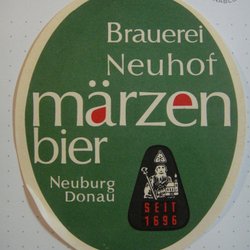 Brauerei
Neuhof
märzen
bier
Neuburg
Donau
SEIT
1696